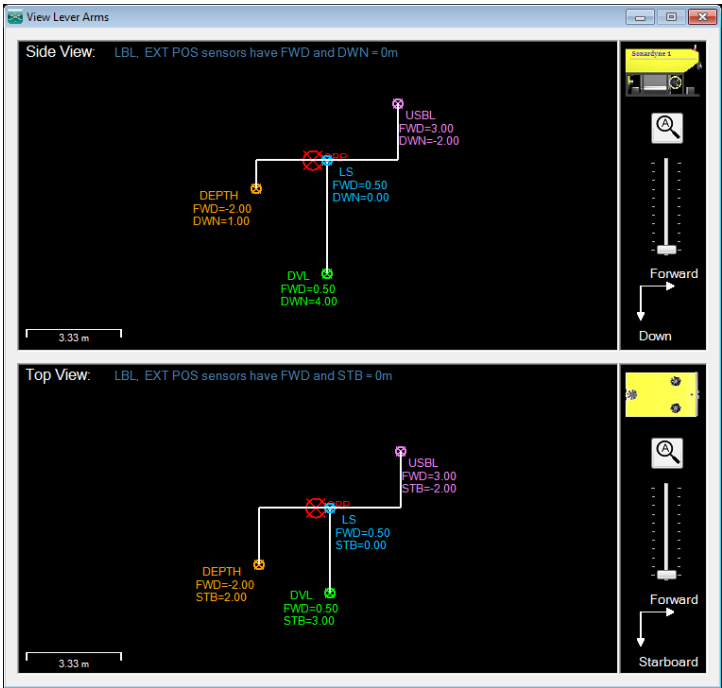 View Lever Arms
Side View: LBL, EXT POS sensors have FWD and DWN = 0m
Sonardyne 1
USBL
FWD=3.00
DWN=-2.00
LS
FWD=0.50
DWN=0.00
DEPTH
FWD=-2.00
DWN=1.00
DVL
FWD=0.50
DWN=4.00
3.33 m
A
Forward
Down
Top View: LBL, EXT POS sensors have FWD and STB = 0m
USBL
FWD=3.00
STB=-2.00
LS
FWD=0.50
STB=0.00
DEPTH
FWD=-2.00
STB=2.00
DVL
FWD=0.50
STB=3.00
3.33 m
A
Forward
Starboard